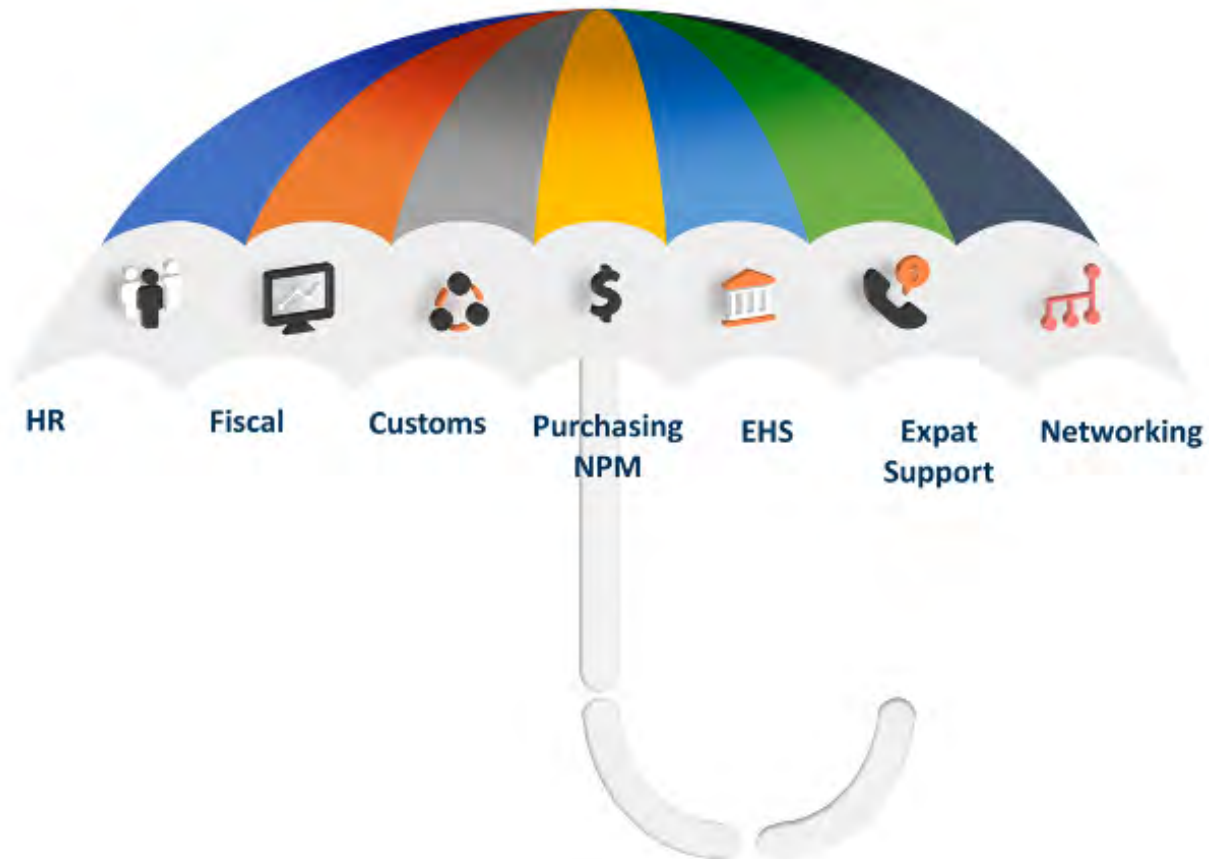 HR
Fiscal
Customs
Purchasing
NPM
EHS
Expat
Support
Networking